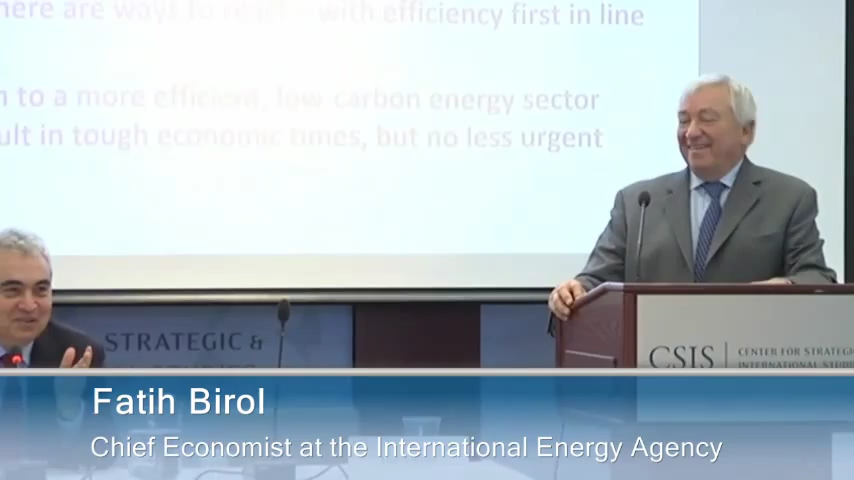 here are ways to react – with efficiency first in line
n to a more efficient, low-carbon energy sector
ult in tough economic times, but no less urgent
STRATEGIC &
CSIS
CENTER FOR STRATEGIC
INTERNATIONAL STUDIES
Fatih Birol
Chief Economist at the International Energy Agency